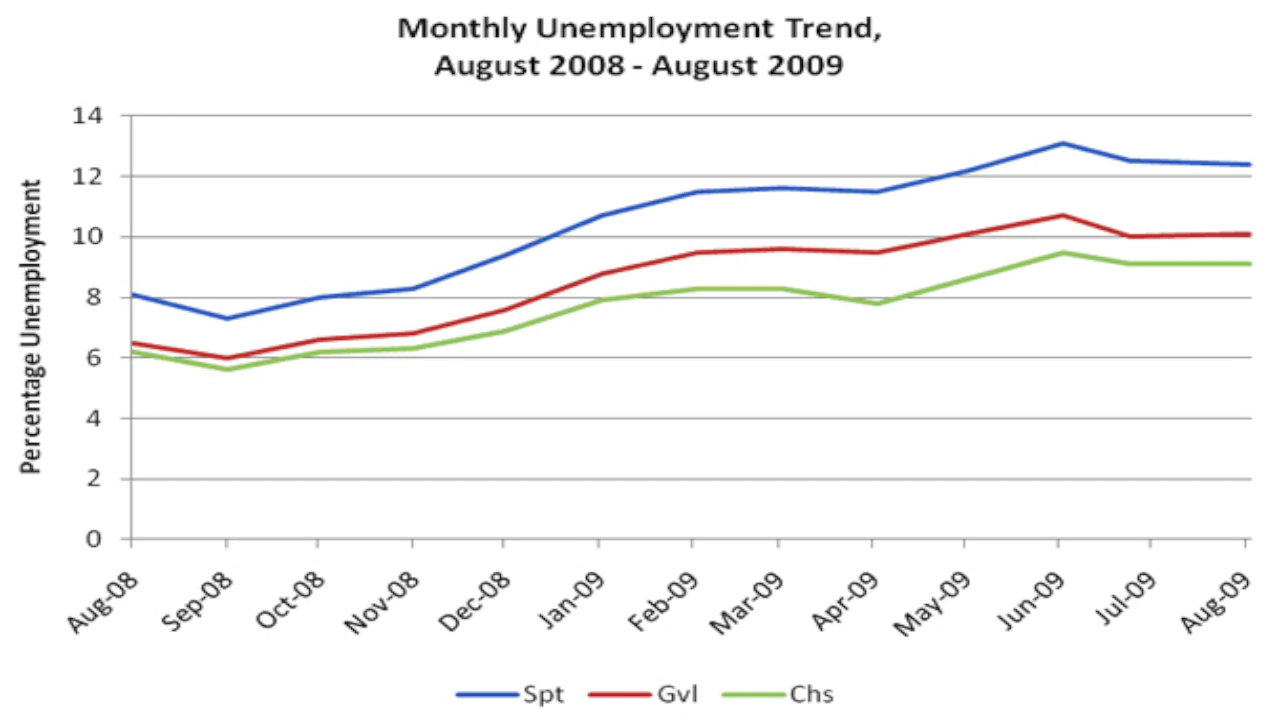 Monthly Unemployment Trend,
August 2008 - August 2009
Percentage Unemployment
14
12
10
8
6
4
2
0
Aug-08
Sep-08
Oct-08
Nov-08
Dec-08
Jan-09
Feb-09
Mar-09
Apr-09
May-09
Jun-09
Jul-09
Aug-09
Spt
Gvl
Chs